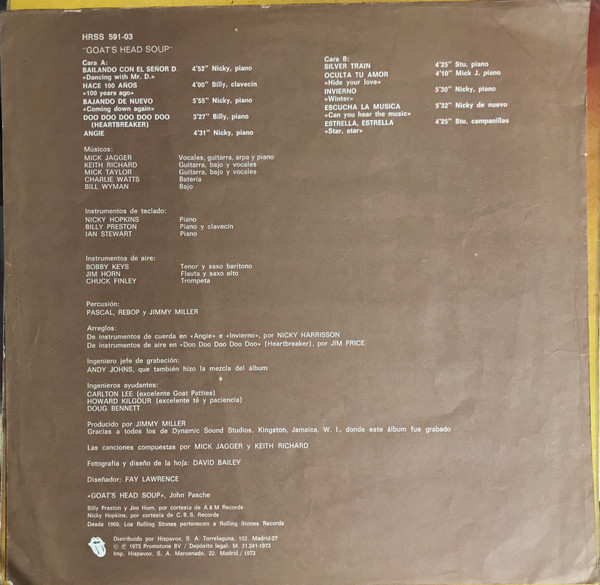 HRSS 591-03
"GOAT'S HEAD SOUP"
Cara A:
BAILANDO CON EL SEÑOR D. 4'52" Nicky, piano
«Dancing with Mr. D.»
HACE 100 AÑOS 4'00" Billy, clavecín
«100 years ago»
BAJANDO DE NUEVO 5'55" Nicky, piano
«Coming down again»
DOO DOO DOO DOO DOO 3'27" Billy, piano
(HEARTBREAKER)
ANGIE 4'31" Nicky, piano
Cara B:
SILVER TRAIN 4'25" Stu, piano
OCULTA TU AMOR 4'10" Mick J, piano
«Hide your love»
INVIERNO 5'30" Nicky, piano
«Winter»
ESCUCHA LA MUSICA 5'32" Nicky de nuevo
«Can you hear the music»
ESTRELLA, ESTRELLA 4'25" Stu, campanillas
«Star, star»
Músicos:
MICK JAGGER Vocales, guitarra, arpa y piano
KEITH RICHARD Guitarra, bajo y vocales
MICK TAYLOR Guitarra, bajo y vocales
CHARLIE WATTS Batería
BILL WYMAN Bajo
Instrumentos de teclado:
NICKY HOPKINS Piano
BILLY PRESTON Piano y clavecín
IAN STEWART Piano
Instrumentos de aire:
BOBBY KEYS Tenor y saxo barítono
JIM HORN Flauta y saxo alto
CHUCK FINLEY Trompeta
Percusión:
PASCAL, REBOP y JIMMY MILLER
Arreglos:
De instrumentos de cuerda en «Angie» e «Invierno», por NICKY HARRISSON
De instrumentos de aire en «Doo Doo Doo Doo Doo» (Heartbreaker), por JIM PRICE
Ingeniero jefe de grabación:
ANDY JOHNS, que también hizo la mezcla del álbum
Ingenieros ayudantes:
CARLTON LEE (excelente Goat Patties)
HOWARD KILGOUR (excelente té y paciencia)
DOUG BENNETT
Producido por JIMMY MILLER
Gracias a todos los de Dynamic Sound Studios, Kingston, Jamaica, W. I., donde este álbum fue grabado
Las canciones compuestas por MICK JAGGER y KEITH RICHARD
Fotografía y diseño de la hoja: DAVID BAILEY
Diseñador: FAY LAWRENCE
«GOAT'S HEAD SOUP», John Pasche
Billy Preston y Jim Horn, por cortesía de A & M Records
Nicky Hopkins, por cortesía de C. B. S. Records
Desde 1969, Los Rolling Stones pertenecen a Rolling Stones Records
Distribuido por Hispavox, S. A. Torrelaguna, 102. Madrid-27
© ℗ 1973 Promotone BV / Depósito legal: M. 31.241-1973
Imp. Hispavox, S. A. Marcenado, 22. Madrid / 1973